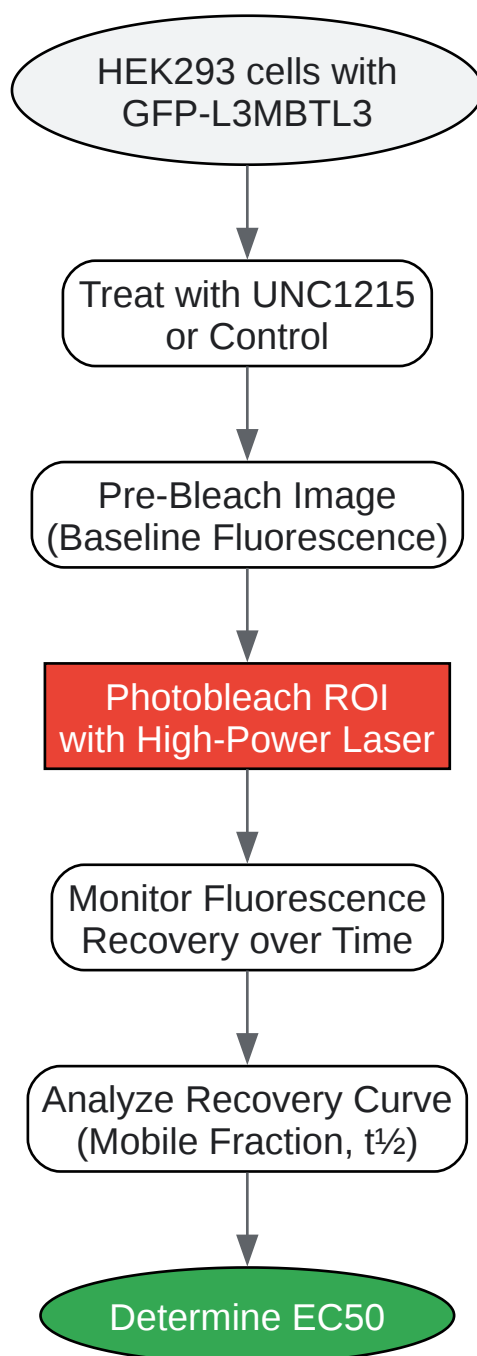 HEK293 cells with
GFP-L3MBTL3
Treat with UNC1215
or Control
Pre-Bleach Image
(Baseline Fluorescence)
Photobleach ROI
with High-Power Laser
Monitor Fluorescence
Recovery over Time
Analyze Recovery Curve
(Mobile Fraction, t½)
Determine EC50